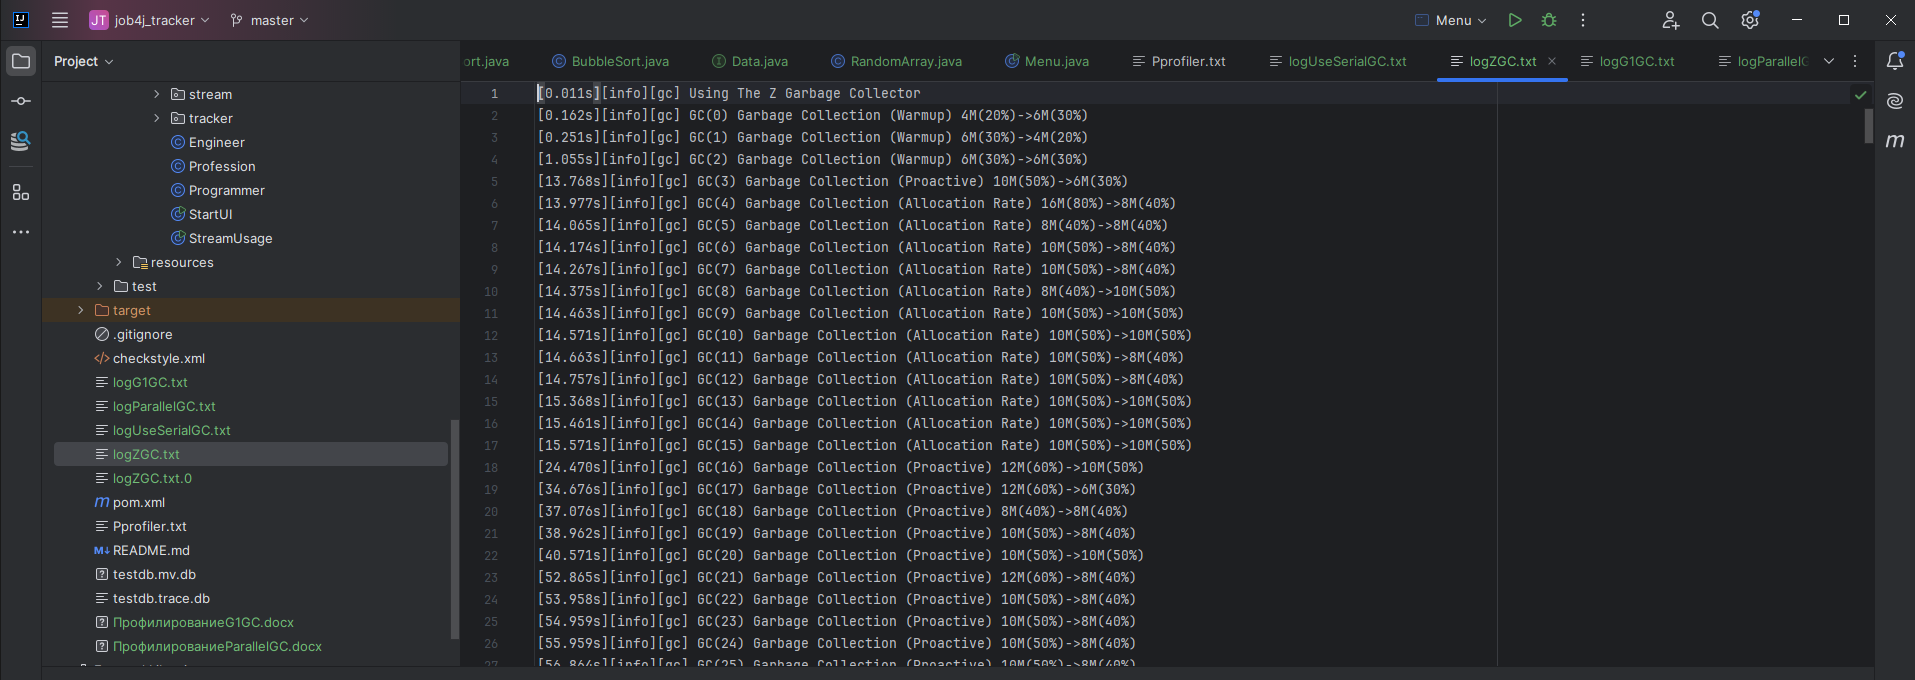 JT job4j_tracker master Menu
Project
ort.java BubbleSort.java Data.java RandomArray.java Menu.java Pprofiler.txt logUseSerialGC.txt logZGC.txt logG1GC.txt logParallelG
stream
tracker
Engineer
Profession
Programmer
StartUI
StreamUsage
resources
test
target
.gitignore
checkstyle.xml
logG1GC.txt
logParallelGC.txt
logUseSerialGC.txt
logZGC.txt
logZGC.txt.0
pom.xml
Pprofiler.txt
README.md
testdb.mv.db
testdb.trace.db
ПрофилированиеG1GC.docx
ПрофилированиеParallelGC.docx
1 [0.011s][info][gc] Using The Z Garbage Collector
2 [0.162s][info][gc] GC(0) Garbage Collection (Warmup) 4M(20%)->6M(30%)
3 [0.251s][info][gc] GC(1) Garbage Collection (Warmup) 6M(30%)->4M(20%)
4 [1.055s][info][gc] GC(2) Garbage Collection (Warmup) 6M(30%)->6M(30%)
5 [13.768s][info][gc] GC(3) Garbage Collection (Proactive) 10M(50%)->6M(30%)
6 [13.977s][info][gc] GC(4) Garbage Collection (Allocation Rate) 16M(80%)->8M(40%)
7 [14.065s][info][gc] GC(5) Garbage Collection (Allocation Rate) 8M(40%)->8M(40%)
8 [14.174s][info][gc] GC(6) Garbage Collection (Allocation Rate) 10M(50%)->8M(40%)
9 [14.267s][info][gc] GC(7) Garbage Collection (Allocation Rate) 10M(50%)->8M(40%)
10 [14.375s][info][gc] GC(8) Garbage Collection (Allocation Rate) 8M(40%)->10M(50%)
11 [14.463s][info][gc] GC(9) Garbage Collection (Allocation Rate) 10M(50%)->10M(50%)
12 [14.571s][info][gc] GC(10) Garbage Collection (Allocation Rate) 10M(50%)->10M(50%)
13 [14.663s][info][gc] GC(11) Garbage Collection (Allocation Rate) 10M(50%)->8M(40%)
14 [14.757s][info][gc] GC(12) Garbage Collection (Allocation Rate) 10M(50%)->8M(40%)
15 [15.368s][info][gc] GC(13) Garbage Collection (Allocation Rate) 10M(50%)->10M(50%)
16 [15.461s][info][gc] GC(14) Garbage Collection (Allocation Rate) 10M(50%)->10M(50%)
17 [15.571s][info][gc] GC(15) Garbage Collection (Allocation Rate) 10M(50%)->10M(50%)
18 [24.470s][info][gc] GC(16) Garbage Collection (Proactive) 12M(60%)->10M(50%)
19 [34.676s][info][gc] GC(17) Garbage Collection (Proactive) 12M(60%)->6M(30%)
20 [37.076s][info][gc] GC(18) Garbage Collection (Proactive) 8M(40%)->8M(40%)
21 [38.962s][info][gc] GC(19) Garbage Collection (Proactive) 10M(50%)->8M(40%)
22 [40.571s][info][gc] GC(20) Garbage Collection (Proactive) 10M(50%)->10M(50%)
23 [52.865s][info][gc] GC(21) Garbage Collection (Proactive) 12M(60%)->8M(40%)
24 [53.958s][info][gc] GC(22) Garbage Collection (Proactive) 10M(50%)->8M(40%)
25 [54.959s][info][gc] GC(23) Garbage Collection (Proactive) 10M(50%)->8M(40%)
26 [55.959s][info][gc] GC(24) Garbage Collection (Proactive) 10M(50%)->8M(40%)
27 [56.864s][info][gc] GC(25) Garbage Collection (Proactive) 10M(50%)->8M(40%)